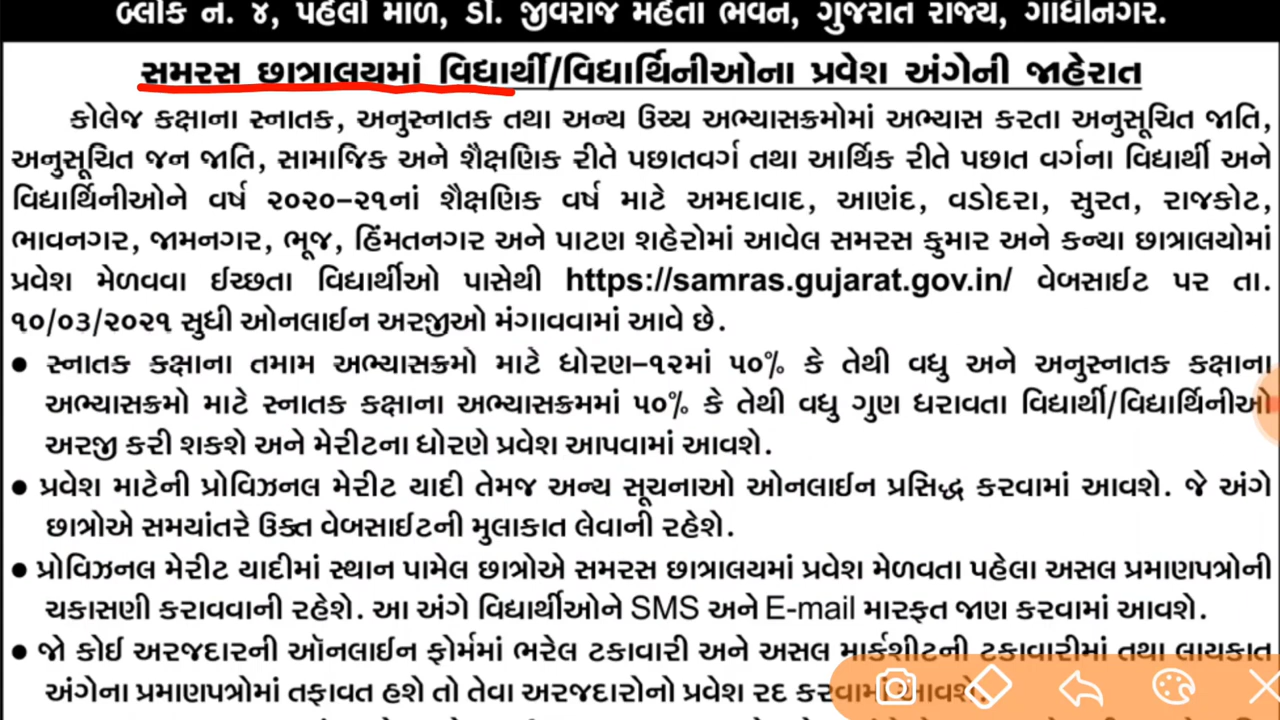 બ્લોક નં. ૪, પહેલો માળ, ડૉ. જીવરાજ મહેતા ભવન, ગુજરાત રાજ્ય, ગાંધીનગર.
સમરસ છાત્રાલયમાં વિદ્યાર્થી/વિદ્યાર્થિનીઓના પ્રવેશ અંગેની જાહેરાત
કોલેજ કક્ષાના સ્નાતક, અનુસ્નાતક તથા અન્ય ઉચ્ચ અભ્યાસક્રમોમાં અભ્યાસ કરતા અનુસૂચિત જાતિ,
અનુસૂચિત જન જાતિ, સામાજિક અને શૈક્ષણિક રીતે પછાતવર્ગ તથા આર્થિક રીતે પછાત વર્ગના વિદ્યાર્થી અને
વિદ્યાર્થિનીઓને વર્ષ ૨૦૨૦–૨૧નાં શૈક્ષણિક વર્ષ માટે અમદાવાદ, આણંદ, વડોદરા, સુરત, રાજકોટ,
ભાવનગર, જામનગર, ભૂજ, હિંમતનગર અને પાટણ શહેરોમાં આવેલ સમરસ કુમાર અને કન્યા છાત્રાલયોમાં
પ્રવેશ મેળવવા ઈચ્છતા વિદ્યાર્થીઓ પાસેથી https://samras.gujarat.gov.in/ વેબસાઈટ પર તા.
૧૦/૦૩/૨૦૨૧ સુધી ઓનલાઈન અરજીઓ મંગાવવામાં આવે છે.
● સ્નાતક કક્ષાના તમામ અભ્યાસક્રમો માટે ધોરણ–૧૨માં ૫૦% કે તેથી વધુ અને અનુસ્નાતક કક્ષાના
અભ્યાસક્રમો માટે સ્નાતક કક્ષાના અભ્યાસક્રમમાં ૫૦% કે તેથી વધુ ગુણ ધરાવતા વિદ્યાર્થી/વિદ્યાર્થિનીઓ
અરજી કરી શકશે અને મેરીટના ધોરણે પ્રવેશ આપવામાં આવશે.
● પ્રવેશ માટેની પ્રોવિઝનલ મેરીટ યાદી તેમજ અન્ય સૂચનાઓ ઓનલાઈન પ્રસિદ્ધ કરવામાં આવશે. જે અંગે
છાત્રોએ સમયાંતરે ઉક્ત વેબસાઈટની મુલાકાત લેવાની રહેશે.
● પ્રોવિઝનલ મેરીટ યાદીમાં સ્થાન પામેલ છાત્રોએ સમરસ છાત્રાલયમાં પ્રવેશ મેળવતા પહેલા અસલ પ્રમાણપત્રોની
ચકાસણી કરાવવાની રહેશે. આ અંગે વિદ્યાર્થીઓને SMS અને E-mail મારફત જાણ કરવામાં આવશે.
● જો કોઈ અરજદારની ઑનલાઈન ફોર્મમાં ભરેલ ટકાવારી અને અસલ માર્કશીટની ટકાવારીમાં તથા લાયકાત
અંગેના પ્રમાણપત્રોમાં તફાવત હશે તો તેવા અરજદારોનો પ્રવેશ રદ કરવામાં આવશે.